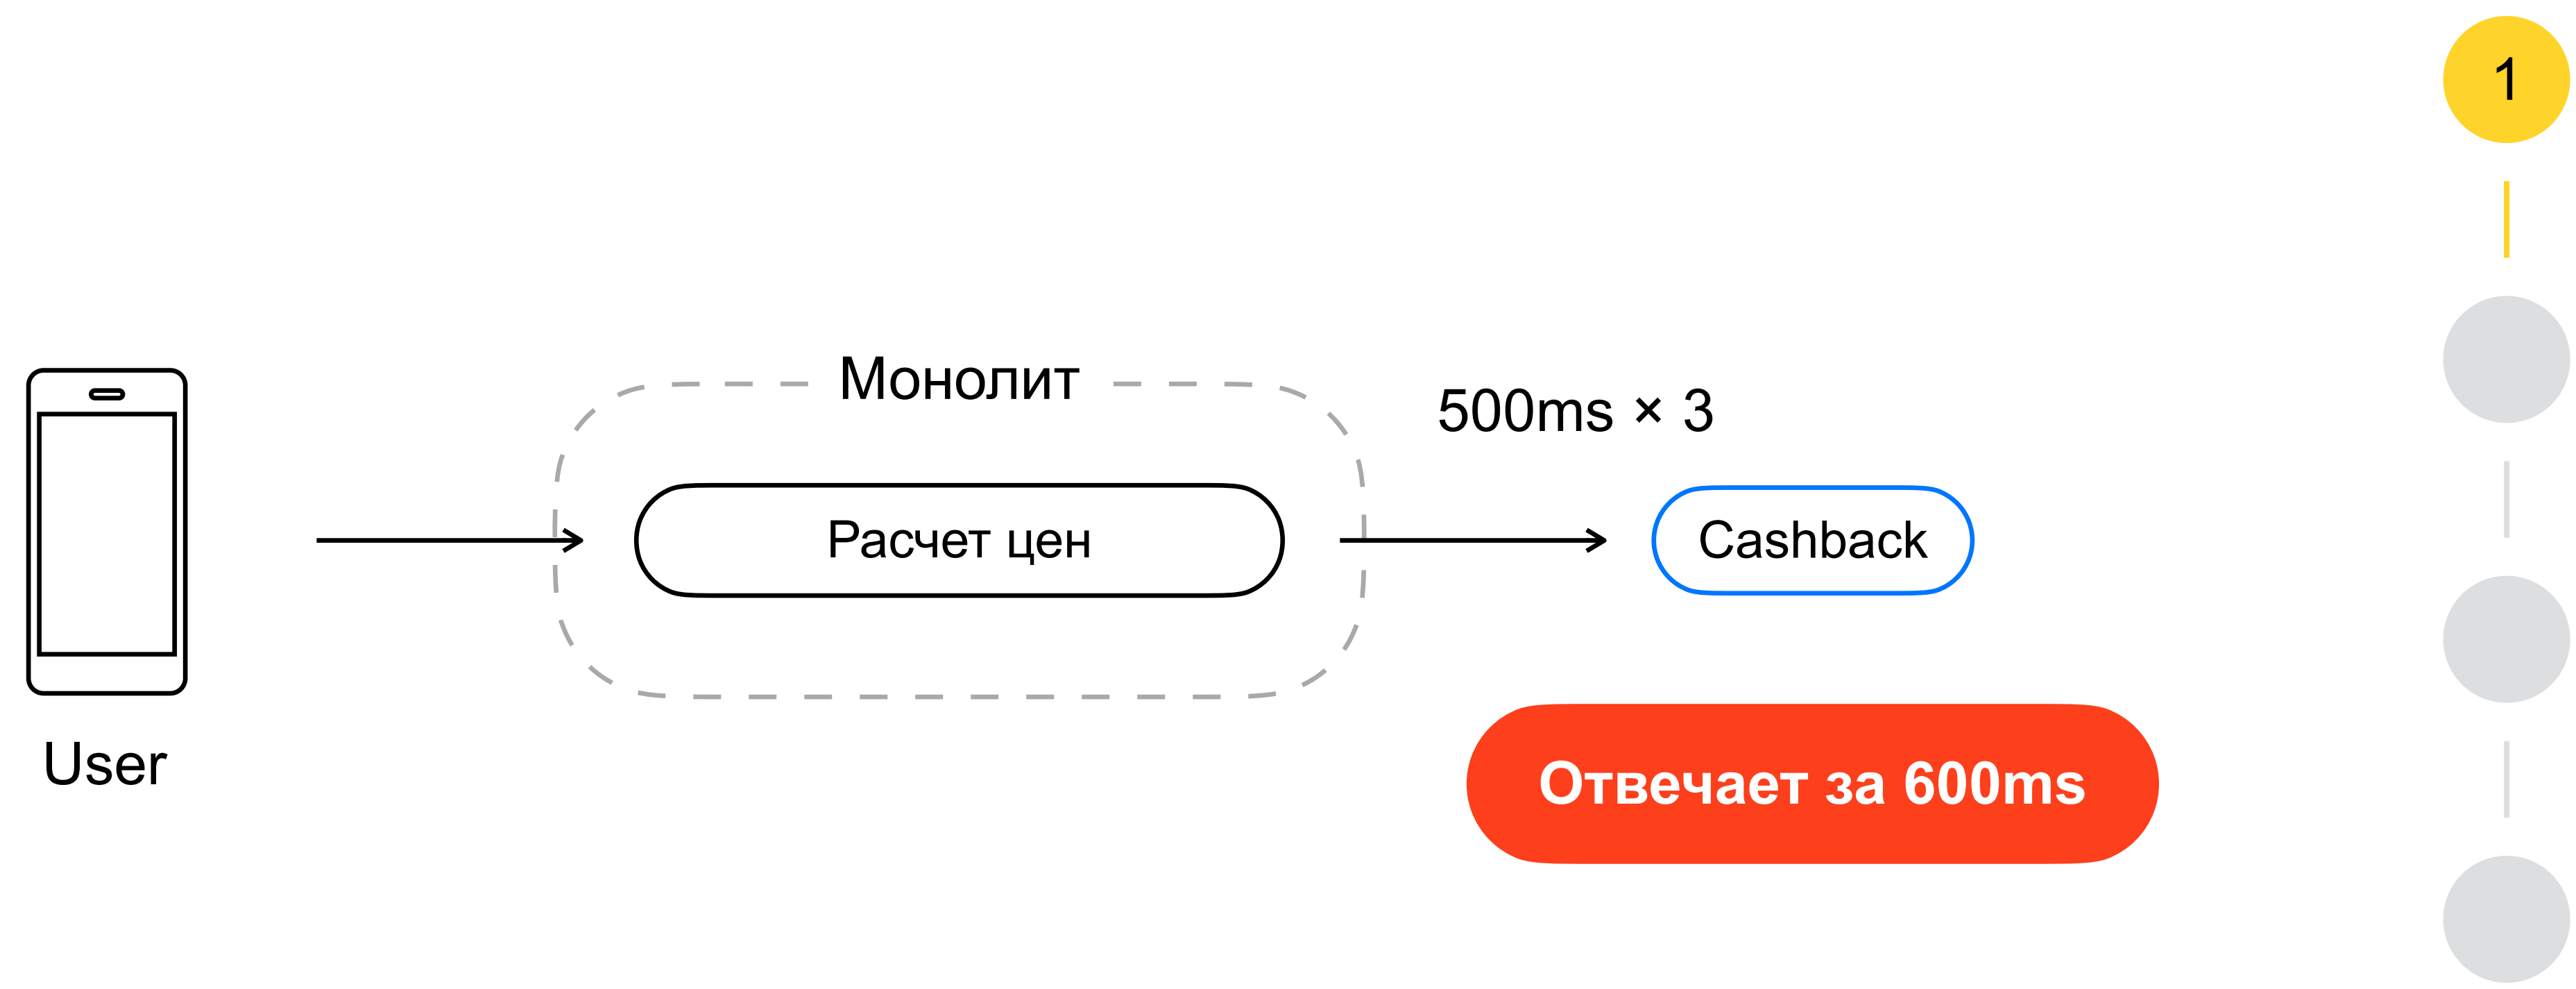 1
Монолит
500ms × 3
Расчет цен
Cashback
User
Отвечает за 600ms